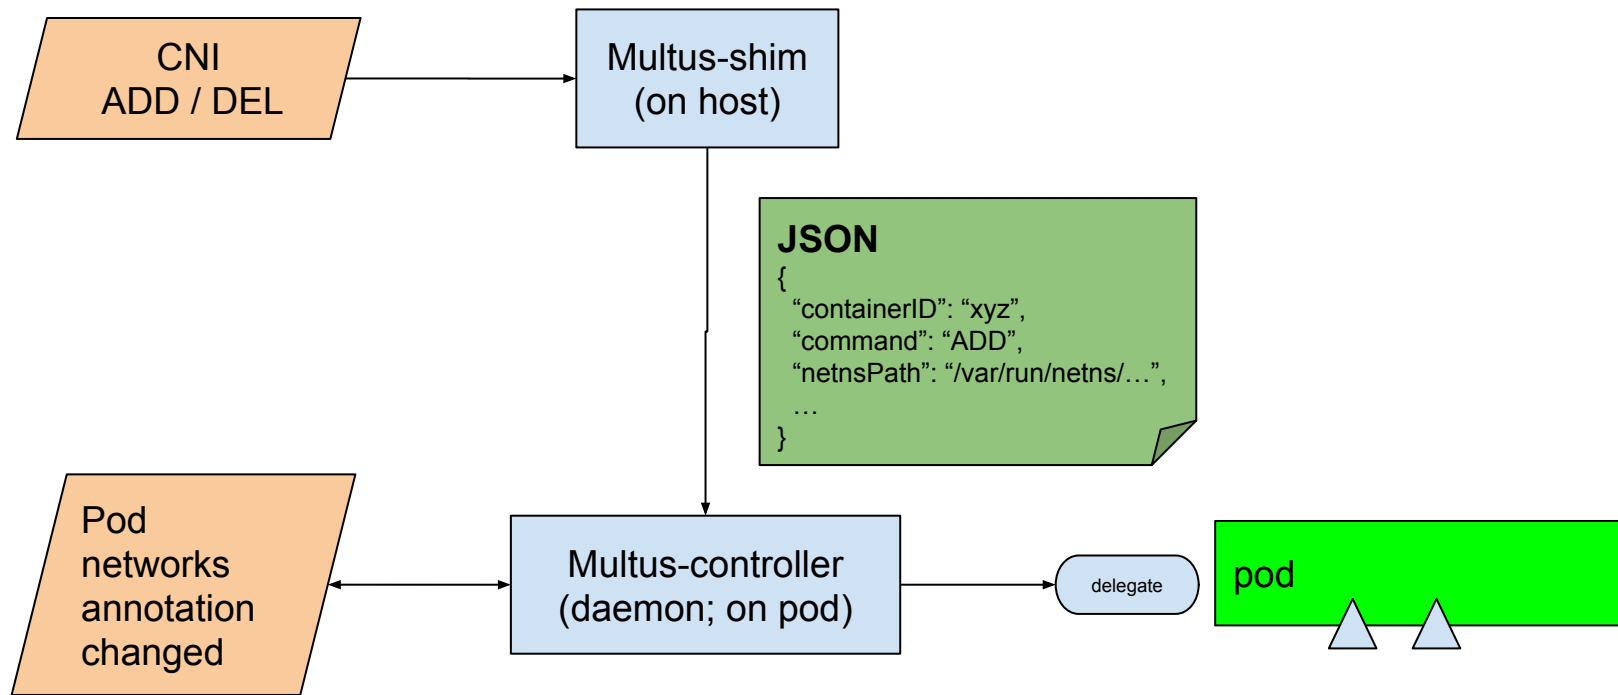 CNI
ADD / DEL
Multus-shim
(on host)
JSON
{
“containerID”: “xyz”,
“command”: “ADD”,
“netnsPath”: “/var/run/netns/…”,
…
}
Pod
networks
annotation
changed
Multus-controller
(daemon; on pod)
delegate
pod